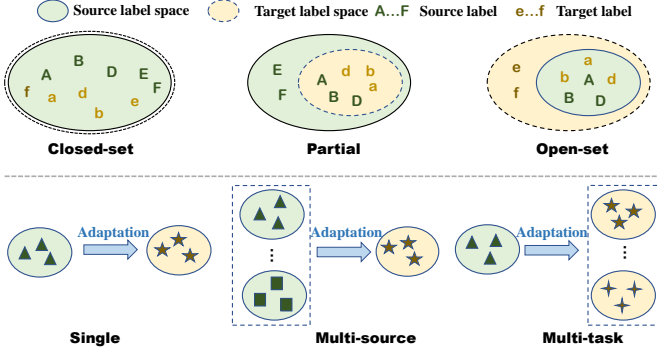 Source label space Target label space A...F Source label e...f Target label
A B D E F f a d b e
E F A d b a B D
e f a b A d B D
Closed-set Partial Open-set
Adaptation Adaptation Adaptation
⋮ ⋮
Single Multi-source Multi-task